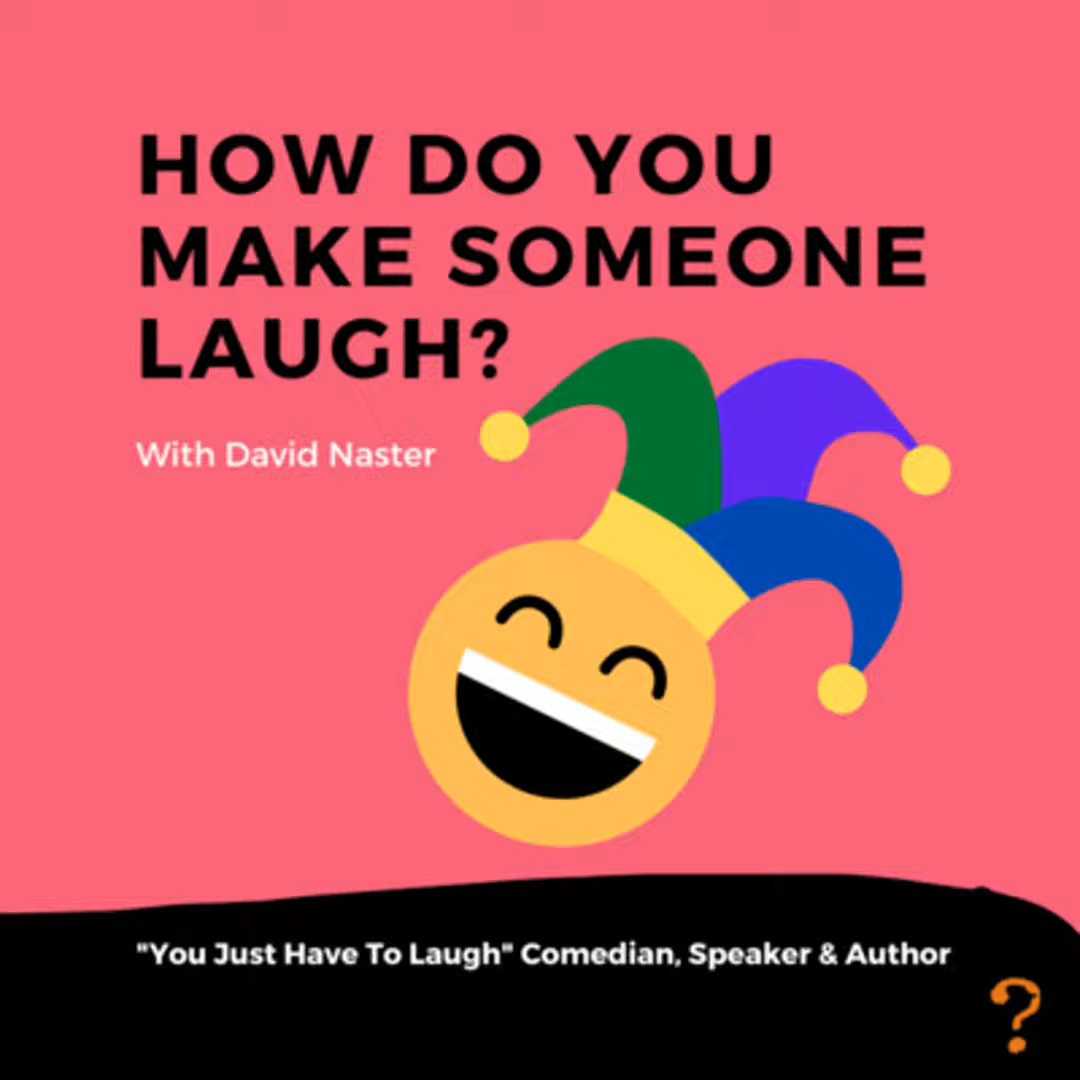 HOW DO YOU
MAKE SOMEONE
LAUGH?
With David Naster
"You Just Have To Laugh" Comedian, Speaker & Author
?